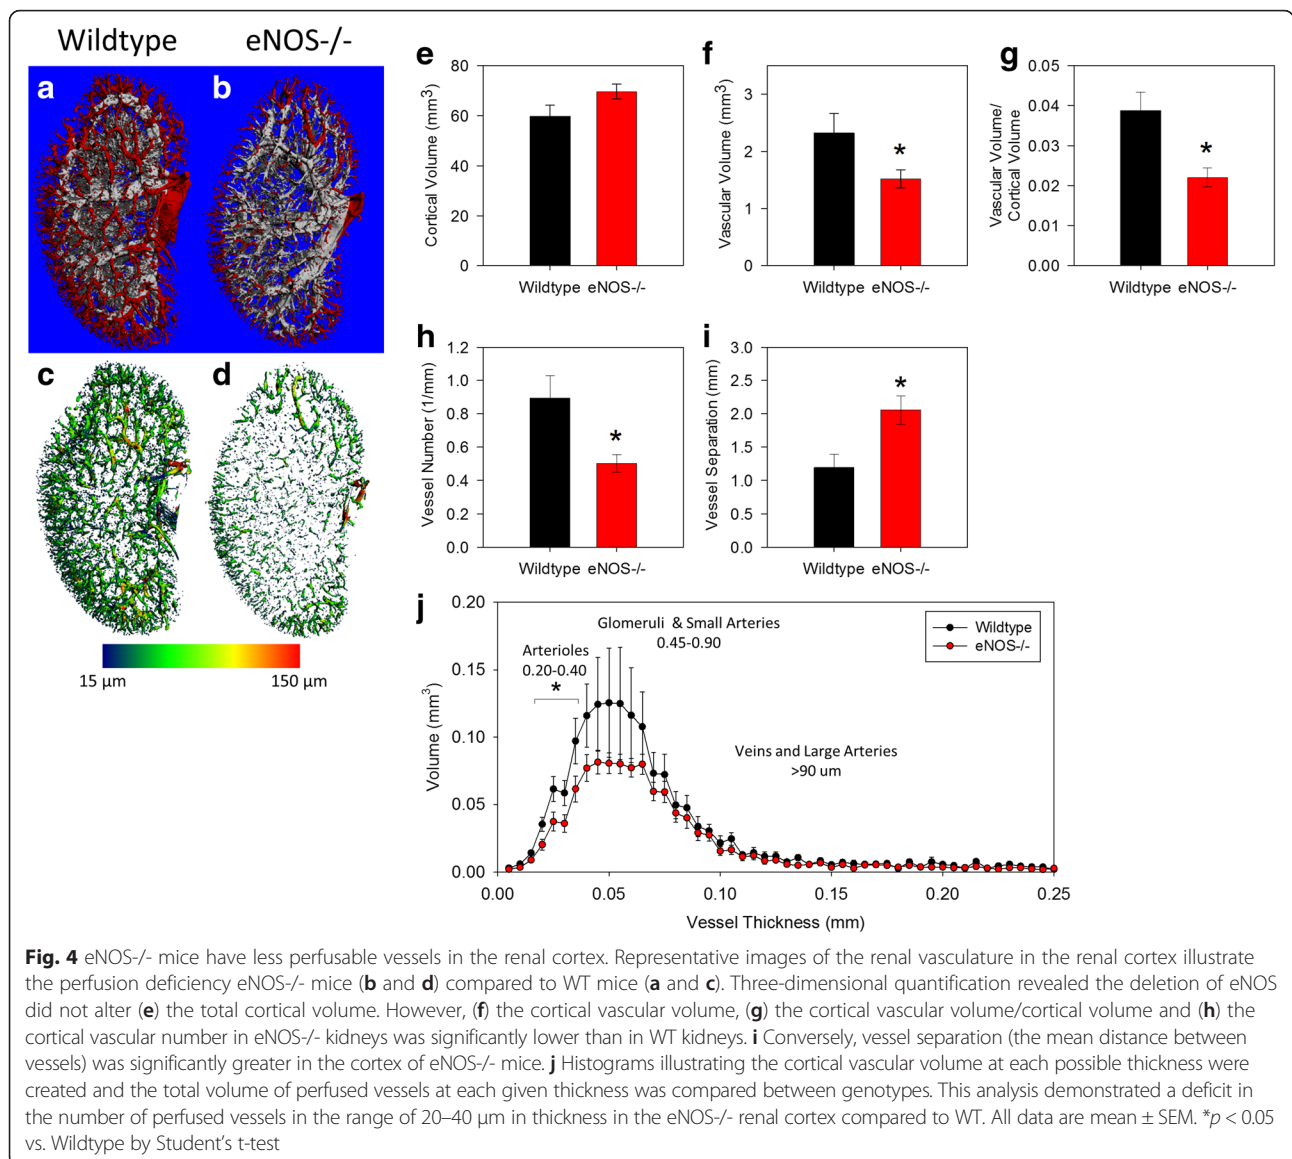 Wildtype eNOS-/-
a
b
c
d
15 µm 150 µm
e
Cortical Volume (mm3)
80
60
40
20
0
Wildtype eNOS-/-
f
Vascular Volume (mm3)
3
2
1
0
*
Wildtype eNOS-/-
g
Vascular Volume/
Cortical Volume
0.05
0.04
0.03
0.02
0.01
0.00
*
Wildtype eNOS-/-
h
Vessel Number (1/mm)
1.2
1.0
0.8
0.6
0.4
0.2
0.0
*
Wildtype eNOS-/-
i
Vessel Separation (mm)
3.0
2.5
2.0
1.5
1.0
0.5
0.0
*
Wildtype eNOS-/-
j
Volume (mm3)
0.20
0.15
0.10
0.05
0.00
Glomeruli & Small Arteries
0.45-0.90
Arterioles
0.20-0.40
*
Veins and Large Arteries
>90 um
Wildtype
eNOS-/-
0.00 0.05 0.10 0.15 0.20 0.25
Vessel Thickness (mm)
Fig. 4 eNOS-/- mice have less perfusable vessels in the renal cortex. Representative images of the renal vasculature in the renal cortex illustrate
the perfusion deficiency eNOS-/- mice (b and d) compared to WT mice (a and c). Three-dimensional quantification revealed the deletion of eNOS
did not alter (e) the total cortical volume. However, (f) the cortical vascular volume, (g) the cortical vascular volume/cortical volume and (h) the
cortical vascular number in eNOS-/- kidneys was significantly lower than in WT kidneys. i Conversely, vessel separation (the mean distance between
vessels) was significantly greater in the cortex of eNOS-/- mice. j Histograms illustrating the cortical vascular volume at each possible thickness were
created and the total volume of perfused vessels at each given thickness was compared between genotypes. This analysis demonstrated a deficit in
the number of perfused vessels in the range of 20–40 µm in thickness in the eNOS-/- renal cortex compared to WT. All data are mean ± SEM. *p < 0.05
vs. Wildtype by Student's t-test